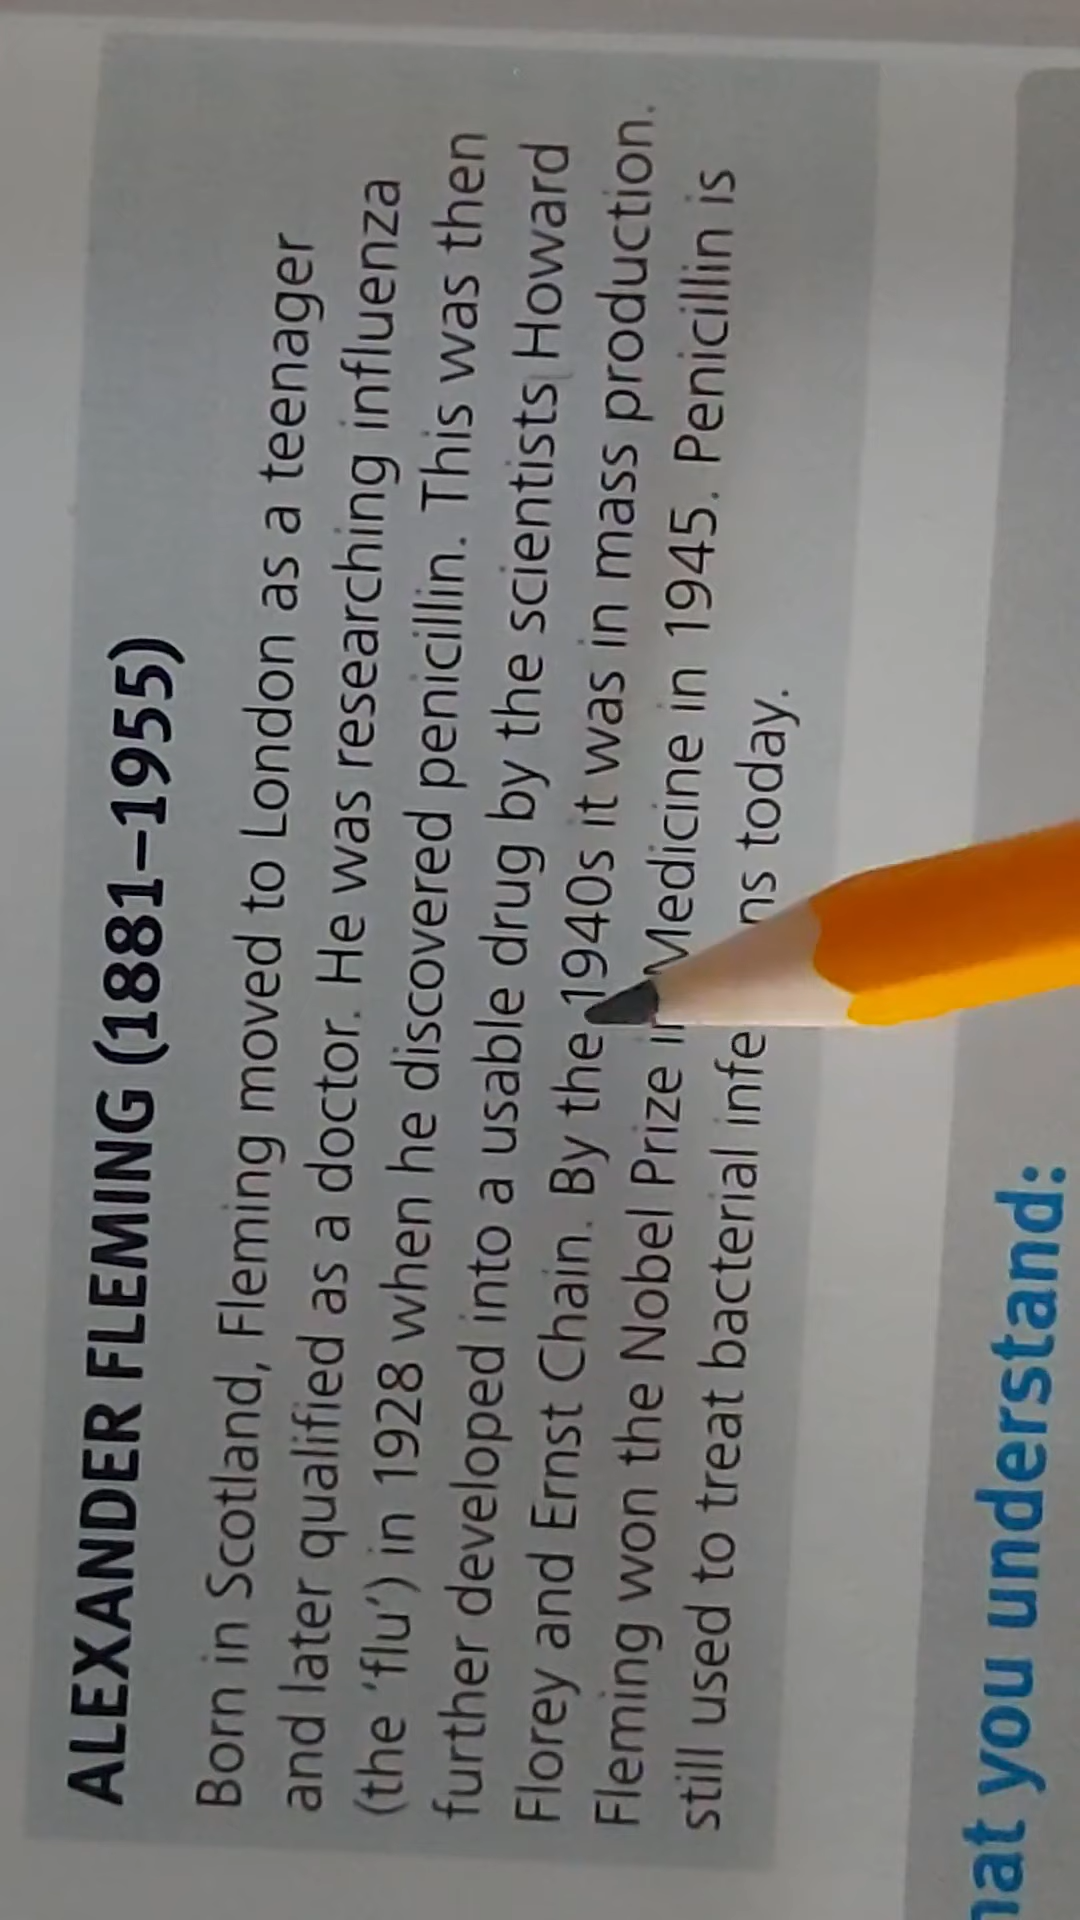 ALEXANDER FLEMING (1881–1955)
Born in Scotland, Fleming moved to London as a teenager
and later qualified as a doctor. He was researching influenza
(the ‘flu’) in 1928 when he discovered penicillin. This was then
further developed into a usable drug by the scientists Howard
Florey and Ernst Chain. By the 1940s it was in mass production.
Fleming won the Nobel Prize in Medicine in 1945. Penicillin is
still used to treat bacterial today.
you understand: